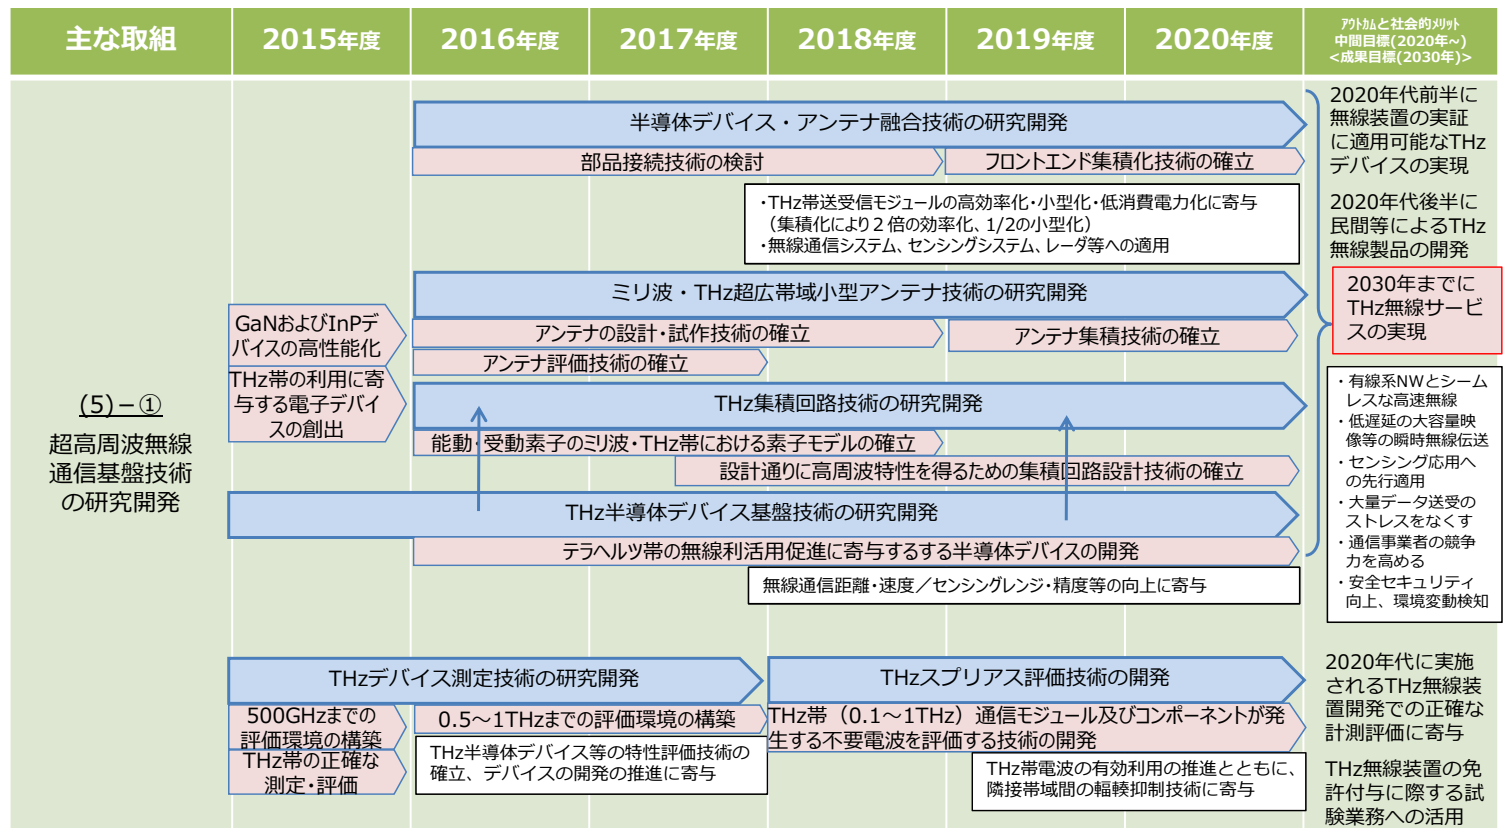 主な取組
2015年度
2016年度
2017年度
2018年度
2019年度
2020年度
ｱｳﾄｶﾑと社会的ﾒﾘｯﾄ
中間目標(2020年~)
<成果目標(2030年)>
(5)－①
超高周波無線
通信基盤技術
の研究開発
半導体デバイス・アンテナ融合技術の研究開発
部品接続技術の検討
フロントエンド集積化技術の確立
・THz帯送受信モジュールの高効率化・小型化・低消費電力化に寄与
（集積化により２倍の効率化、1/2の小型化）
・無線通信システム、センシングシステム、レーダ等への適用
ミリ波・THz超広帯域小型アンテナ技術の研究開発
GaNおよびInPデ
バイスの高性能化
アンテナの設計・試作技術の確立
アンテナ集積技術の確立
アンテナ評価技術の確立
THz帯の利用に寄
与する電子デバイ
スの創出
THz集積回路技術の研究開発
能動・受動素子のミリ波・THz帯における素子モデルの確立
設計通りに高周波特性を得るための集積回路設計技術の確立
THz半導体デバイス基盤技術の研究開発
テラヘルツ帯の無線利活用促進に寄与するする半導体デバイスの開発
無線通信距離・速度／センシングレンジ・精度等の向上に寄与
THzデバイス測定技術の研究開発
THzスプリアス評価技術の開発
500GHzまでの
評価環境の構築
0.5～1THzまでの評価環境の構築
THz帯（0.1～1THz）通信モジュール及びコンポーネントが発
生する不要電波を評価する技術の開発
THz帯の正確な
測定・評価
THz半導体デバイス等の特性評価技術の
確立、デバイスの開発の推進に寄与
THz帯電波の有効利用の推進とともに、
隣接帯域間の輻輳抑制技術に寄与
2020年代前半に
無線装置の実証
に適用可能なTHz
デバイスの実現
2020年代後半に
民間等によるTHz
無線製品の開発
2030年までに
THz無線サービ
スの実現
・有線系NWとシーム
レスな高速無線
・低遅延の大容量映
像等の瞬時無線伝送
・センシング応用へ
の先行適用
・大量データ送受の
ストレスをなくす
・通信事業者の競争
力を高める
・安全セキュリティ
向上、環境変動検知
2020年代に実施
されるTHz無線装
置開発での正確な
計測評価に寄与
THz無線装置の免
許付与に際する試
験業務への活用